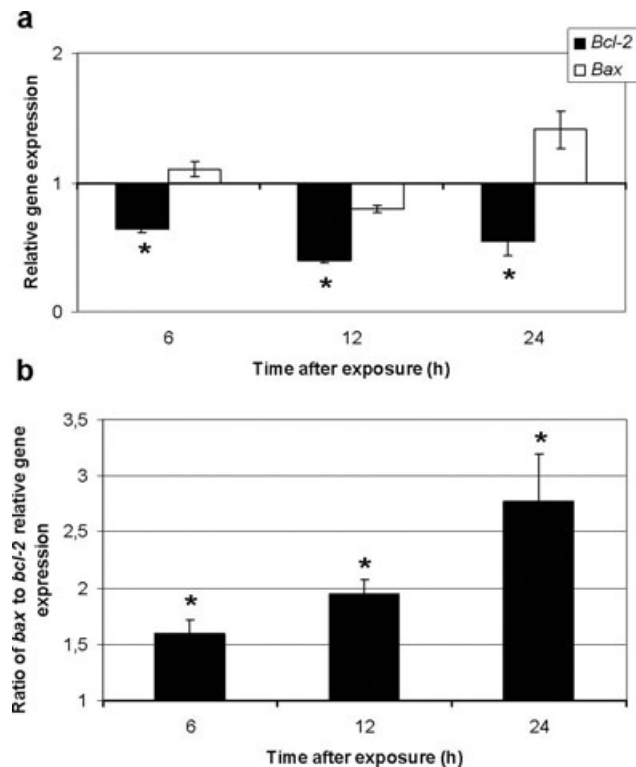 a
2
Bcl-2
Bax
Relative gene expression
1
*
*
*
0
6 12 24
Time after exposure (h)
b
3,5
3
2,5
2
1,5
1
Ratio of bax to bcl-2 relative gene
expression
*
*
*
6 12 24
Time after exposure (h)